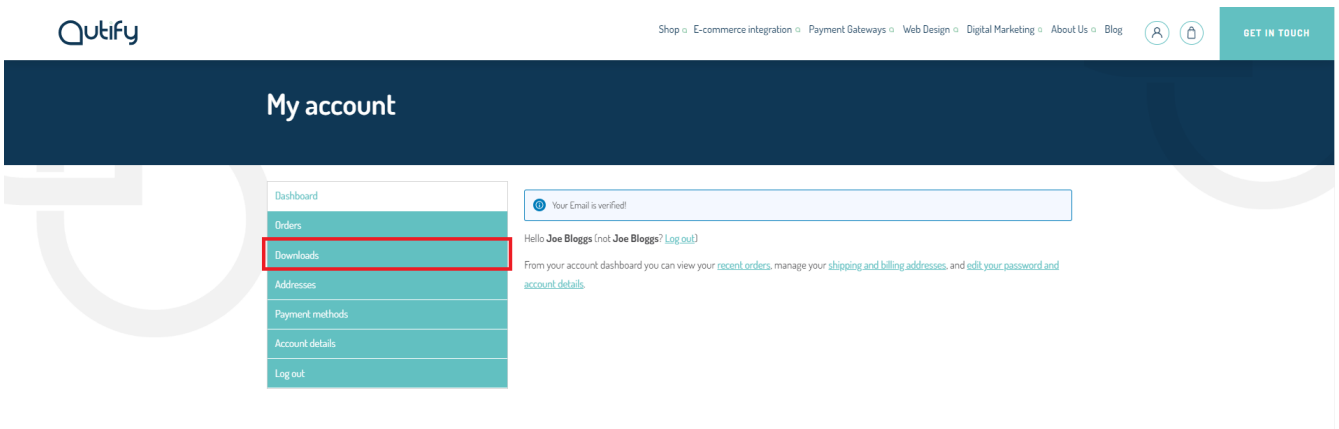 Qutify
Shop E-commerce integration Payment Gateways Web Design Digital Marketing About Us Blog
GET IN TOUCH
My account
Dashboard
Orders
Downloads
Addresses
Payment methods
Account details
Log out
Your Email is verified!
Hello Joe Bloggs (not Joe Bloggs? Log out)
From your account dashboard you can view your recent orders, manage your shipping and billing addresses, and edit your password and
account details.